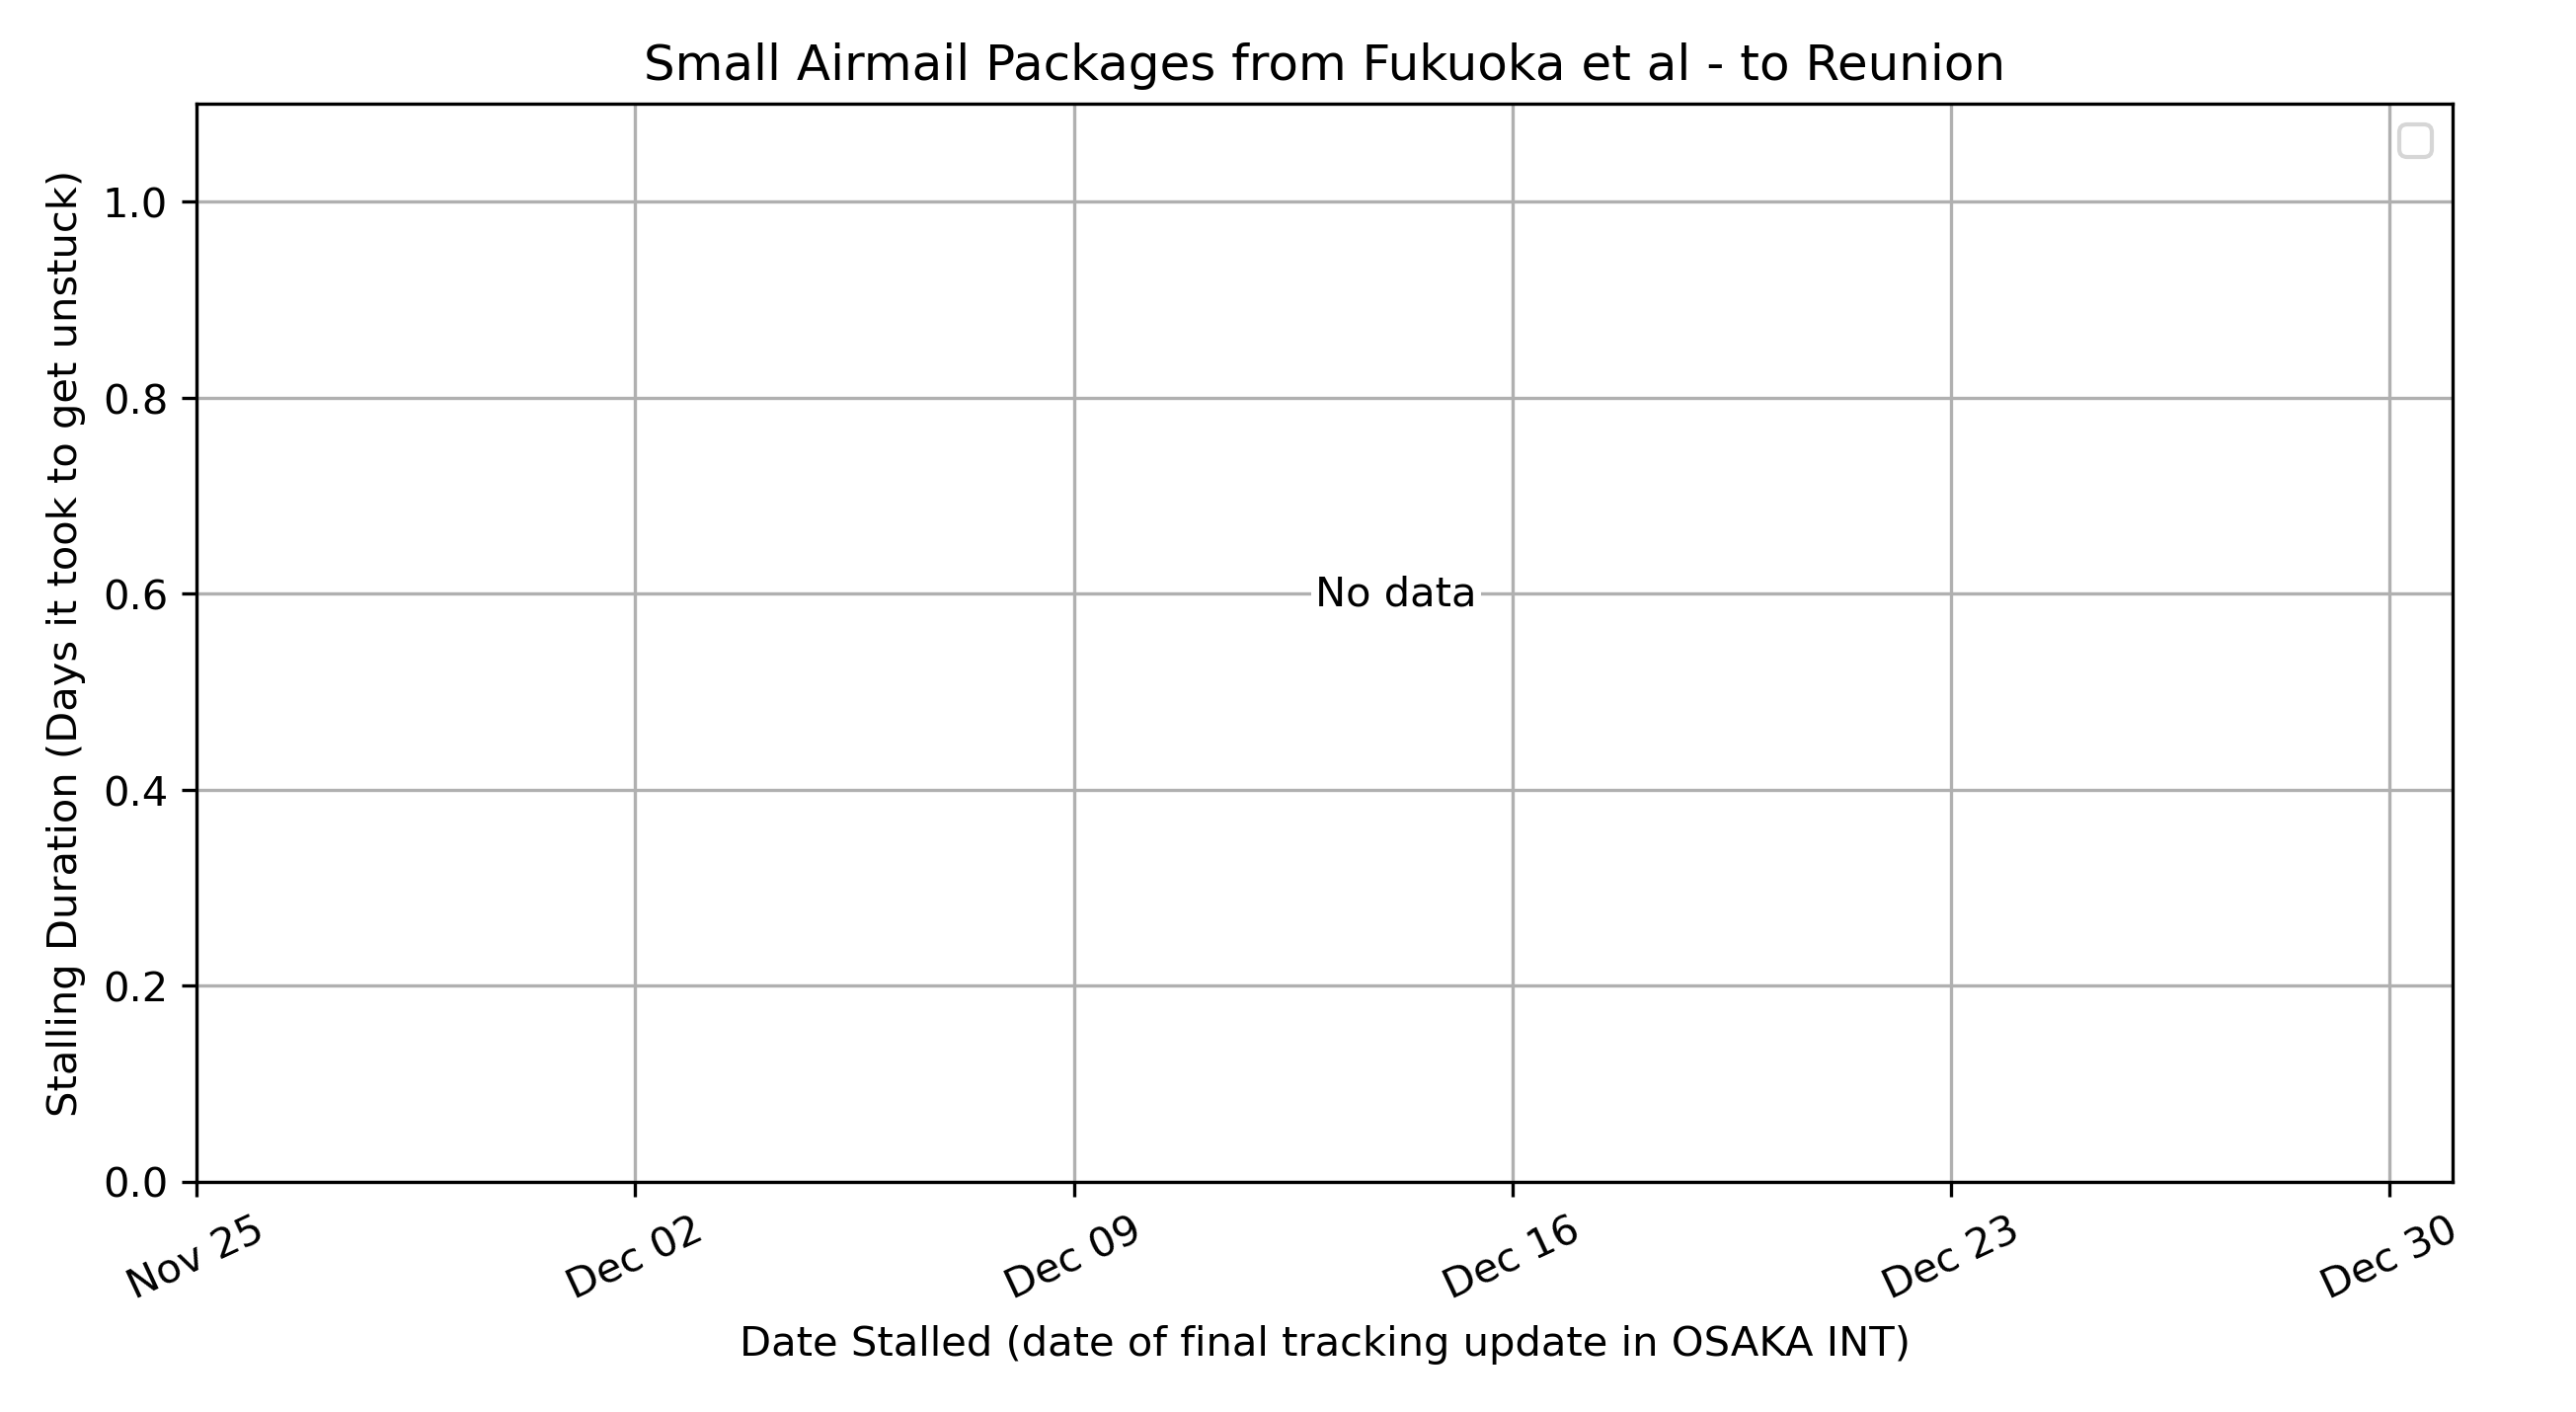 Small Airmail Packages from Fukuoka et al - to Reunion
Stalling Duration (Days it took to get unstuck)
1.0
0.8
0.6
0.4
0.2
0.0
No data
Nov 25
Dec 02
Dec 09
Dec 16
Dec 23
Dec 30
Date Stalled (date of final tracking update in OSAKA INT)